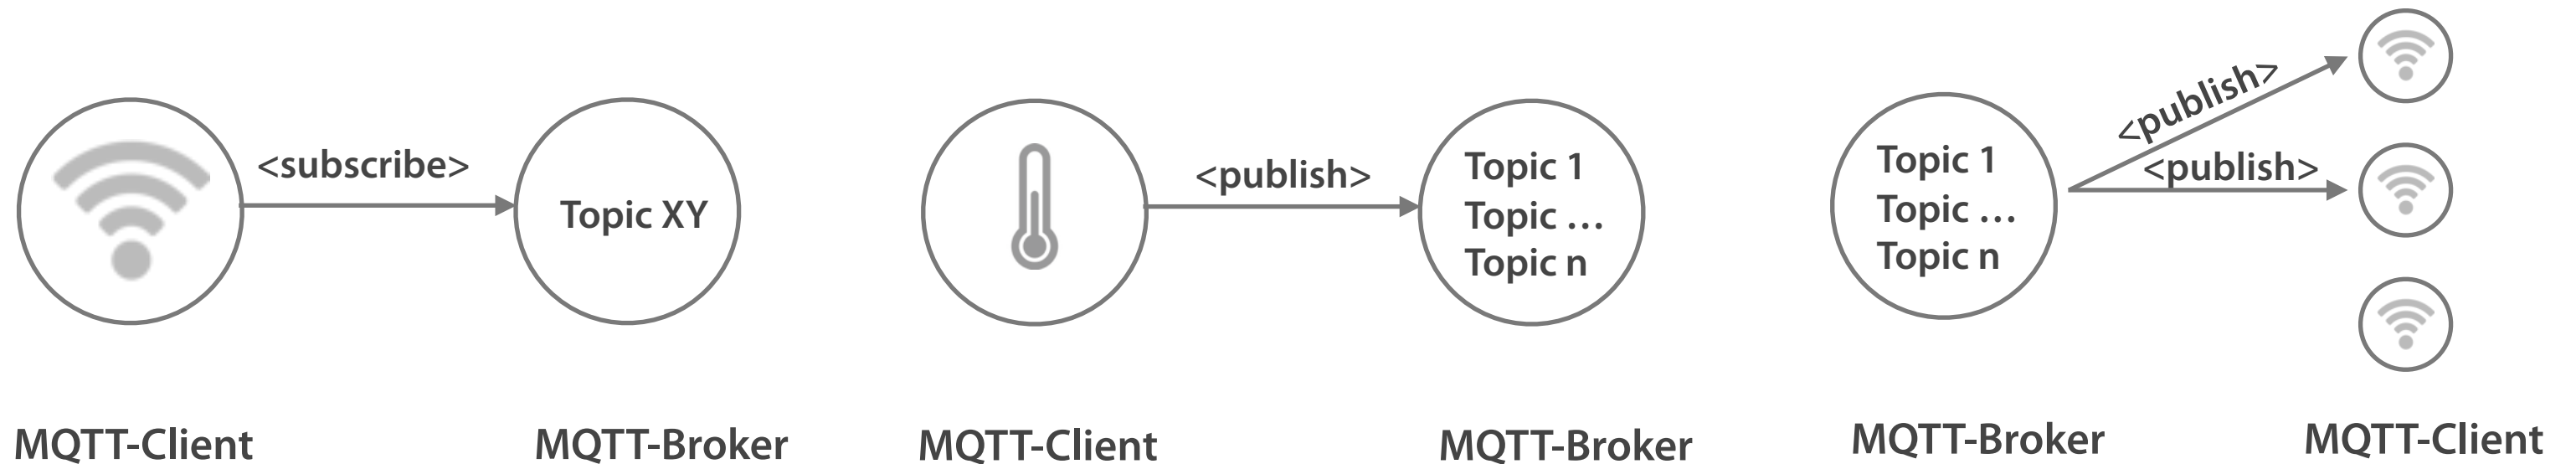 <subscribe>
Topic XY
MQTT-Client
MQTT-Broker
<publish>
Topic 1
Topic ...
Topic n
MQTT-Client
MQTT-Broker
Topic 1
Topic ...
Topic n
<publish>
<publish>
MQTT-Broker
MQTT-Client